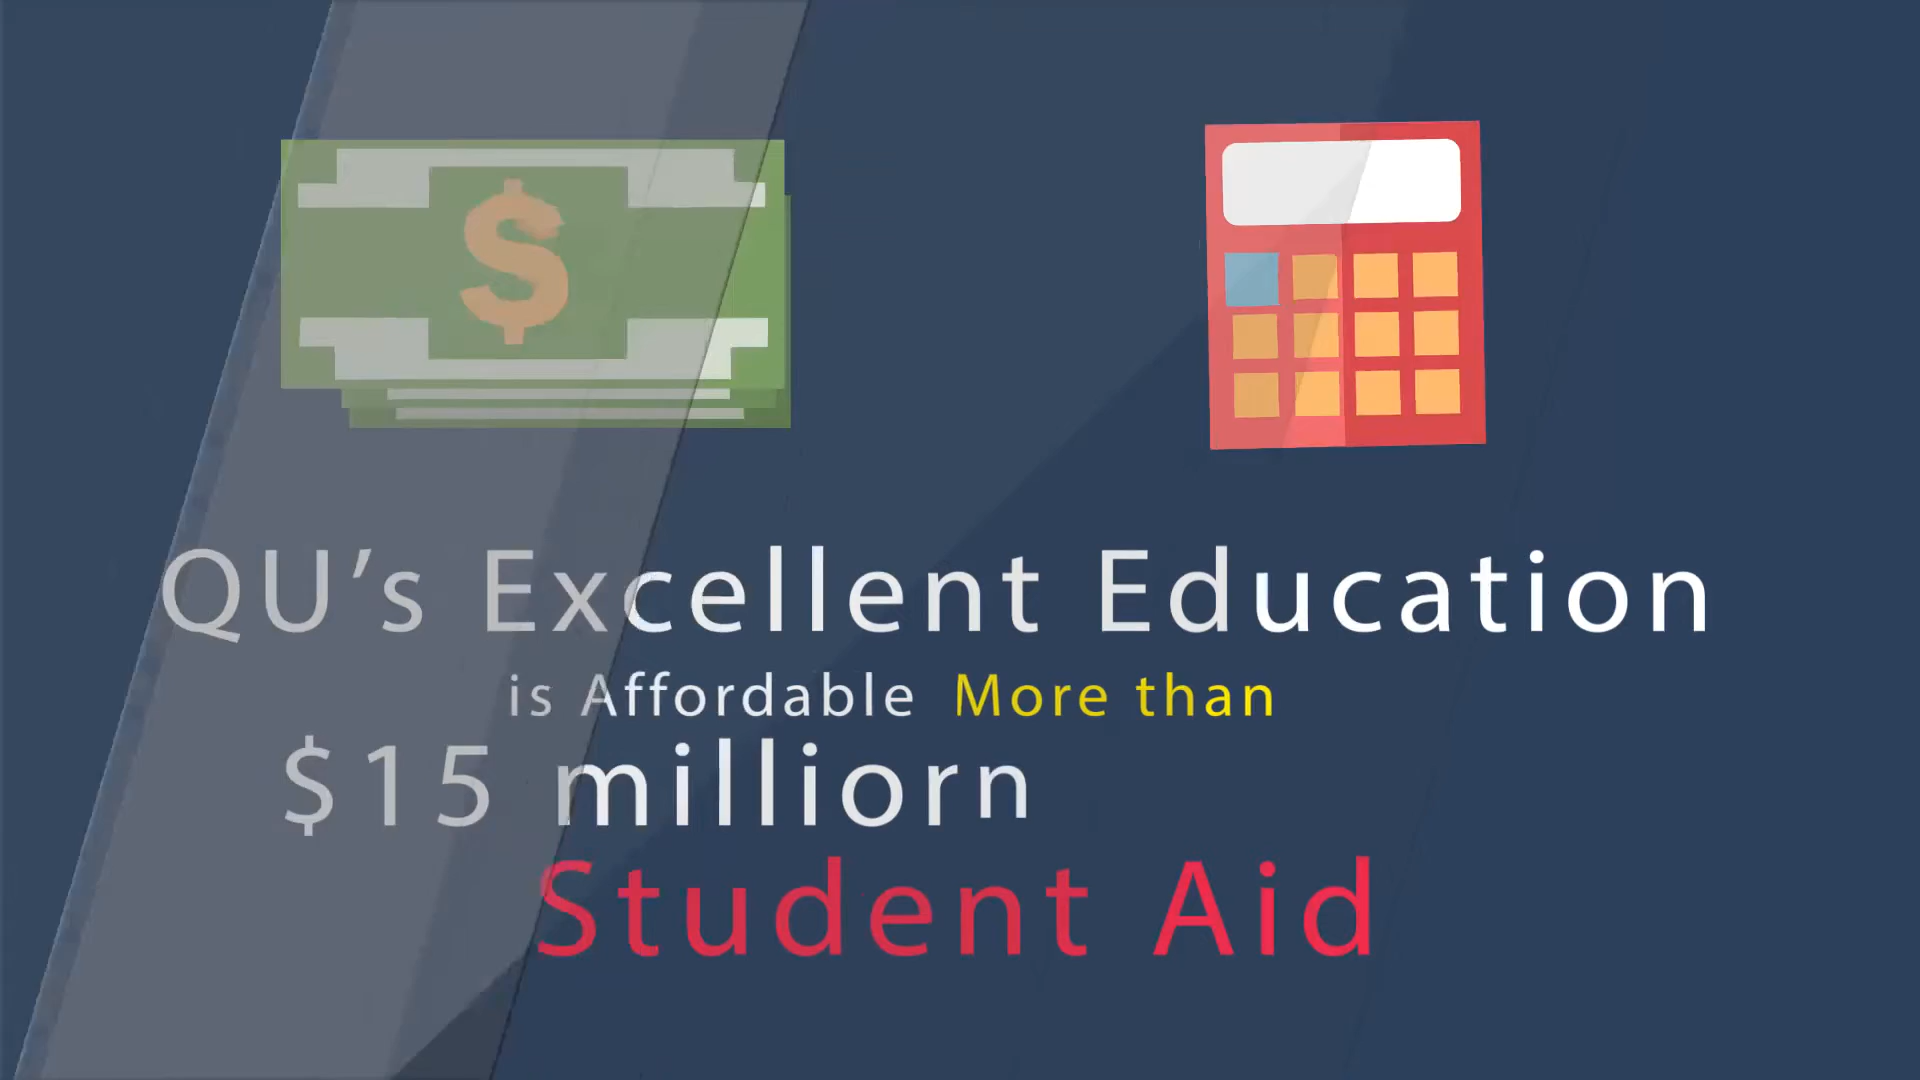 $
QU’s Excellent Education
is Affordable More than
$15 milliorn
Student Aid